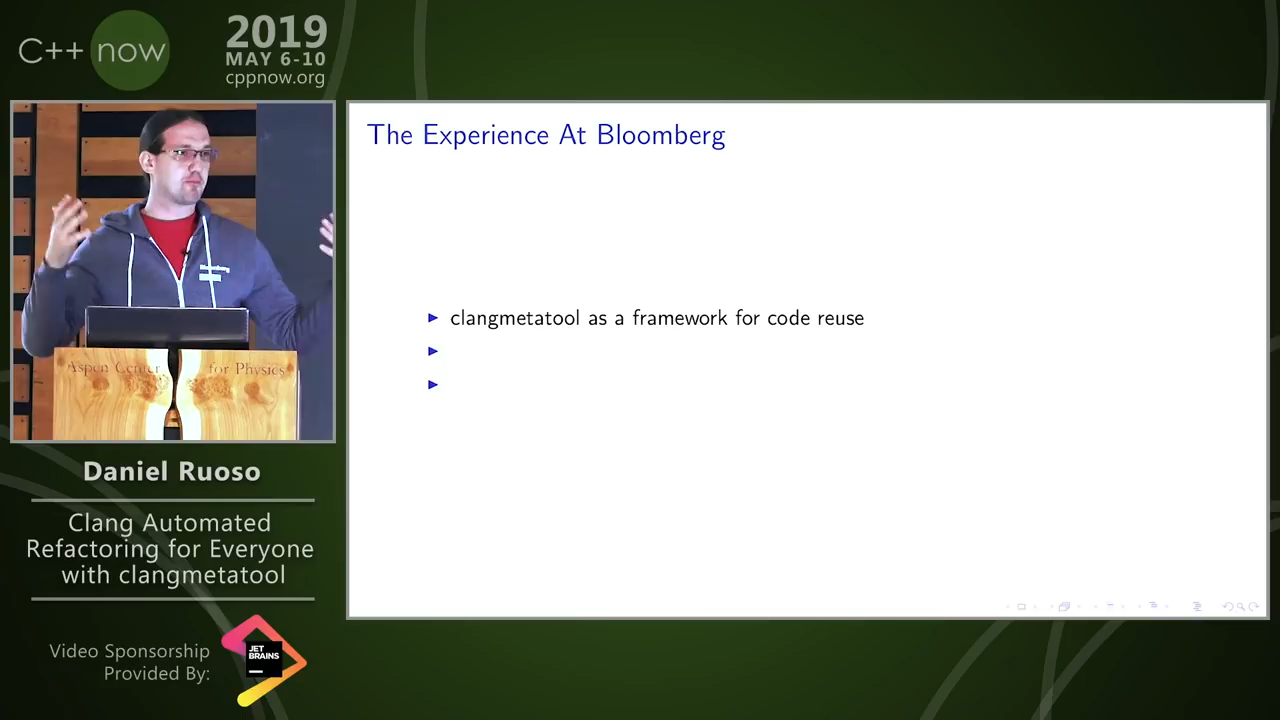 C++ now
2019
MAY 6-10
cppnow.org
The Experience At Bloomberg
clangmetatool as a framework for code reuse
Bloomberg
Aspen Center for Physics
Daniel Ruoso
Clang Automated
Refactoring for Everyone
with clangmetatool
Video Sponsorship
Provided By:
JET
BRAINS